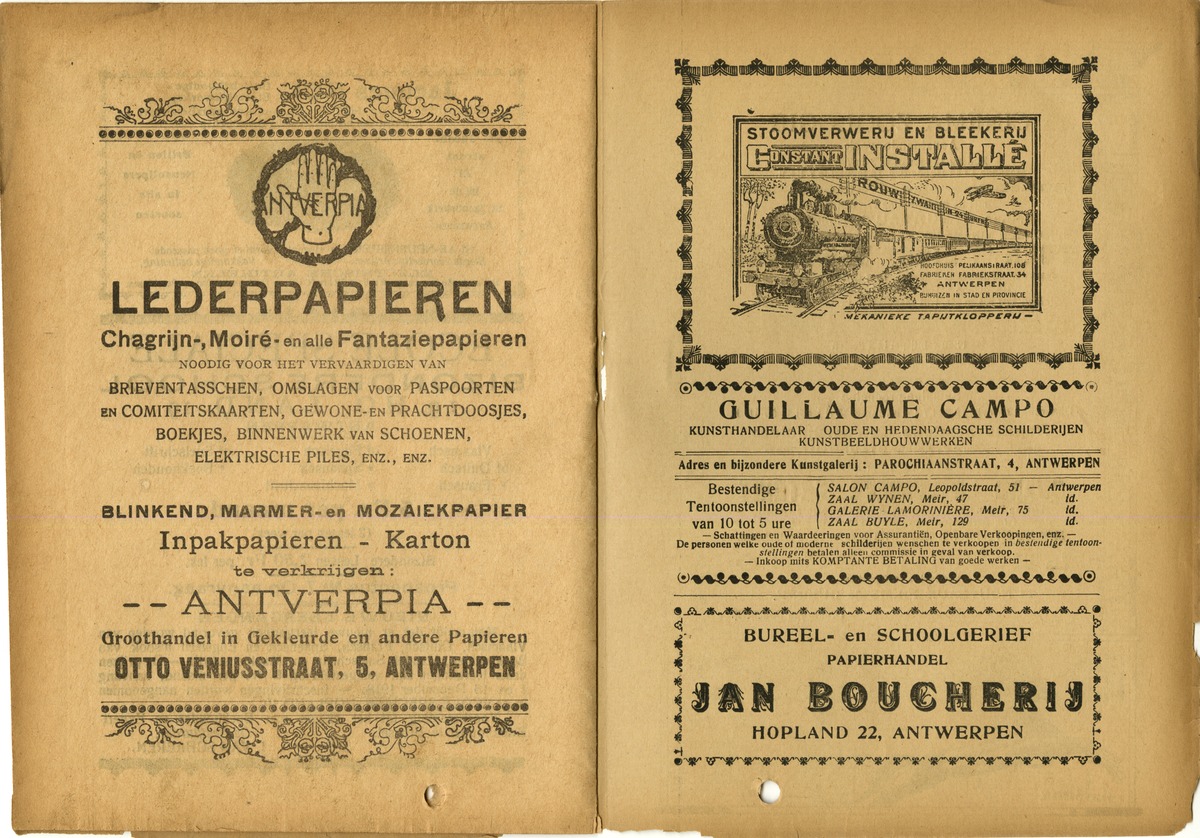 ANTVERPIA
LEDERPAPIEREN
Chagrijn-, Moiré- en alle Fantaziepapieren
NOODIG VOOR HET VERVAARDIGEN VAN
BRIEVENTASSCHEN, OMSLAGEN VOOR PASPOORTEN
EN COMITEITSKAARTEN, GEWONE- EN PRACHTDOOSJES,
BOEKJES, BINNENWERK VAN SCHOENEN,
ELEKTRISCHE PILES, ENZ., ENZ.
BLINKEND, MARMER- en MOZAIEKPAPIER
Inpakpapieren - Karton
te verkrijgen :
-- ANTVERPIA --
Groothandel in Gekleurde en andere Papieren
OTTO VENIUSSTRAAT, 5, ANTWERPEN
STOOMVERWERIJ EN BLEEKERIJ
CONSTANT INSTALLÉ
ROUW ZWART IN 24 UREN
HOOFDHUIS PELIKAANSTRAAT. 108
FABRIEKEN FABRIEKSTRAAT. 34
ANTWERPEN
BIJHUIZEN IN STAD EN PROVINCIE
MEKANIEKE TAPIJTKLOPPERIJ —
GUILLAUME CAMPO
KUNSTHANDELAAR OUDE EN HEDENDAAGSCHE SCHILDERIJEN
KUNSTBEELDHOUWWERKEN
Adres en bijzondere Kunstgalerij : PAROCHIAANSTRAAT, 4, ANTWERPEN
Bestendige Tentoonstellingen van 10 tot 5 ure
SALON CAMPO, Leopoldstraat, 51 — Antwerpen
ZAAL WYNEN, Meir, 47 id.
GALERIE LAMORINIÈRE, Meir, 75 id.
ZAAL BUYLE, Meir, 129 id.
— Schattingen en Waardeeringen voor Assurantiën, Openbare Verkoopingen, enz. —
De personen welke oude of moderne schilderijen wenschen te verkoopen in bestendige tentoon-
stellingen betalen alleen commissie in geval van verkoop.
— Inkoop mits KOMPTANTE BETALING van goede werken —
BUREEL- en SCHOOLGERIEF
PAPIERHANDEL
JAN BOUCHERIJ
HOPLAND 22, ANTWERPEN